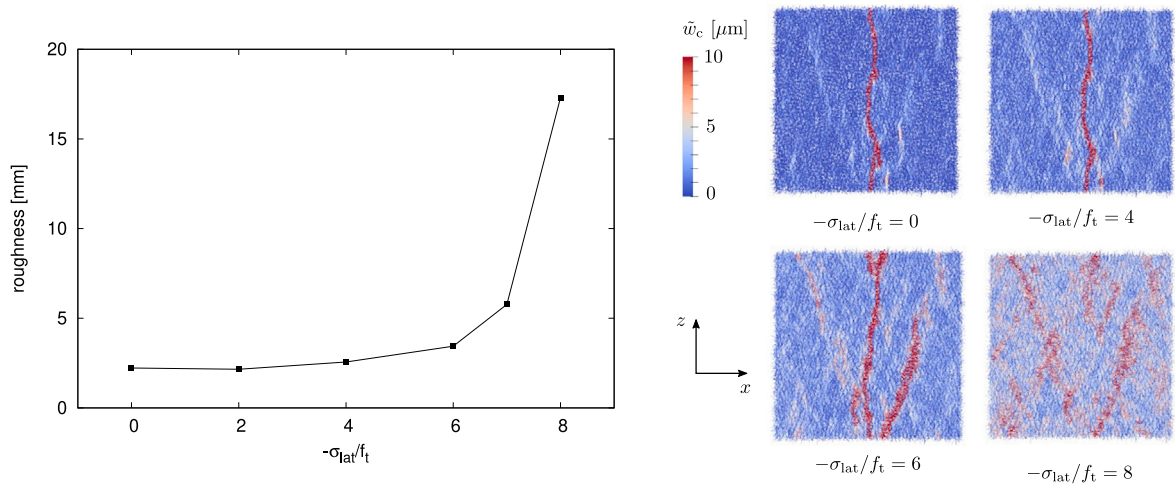 20
15
10
5
0
roughness [mm]
0 2 4 6 8
-σlat/ft
w̃c [μm]
10
5
0
−σlat/ft = 0
−σlat/ft = 4
z
x
−σlat/ft = 6
−σlat/ft = 8